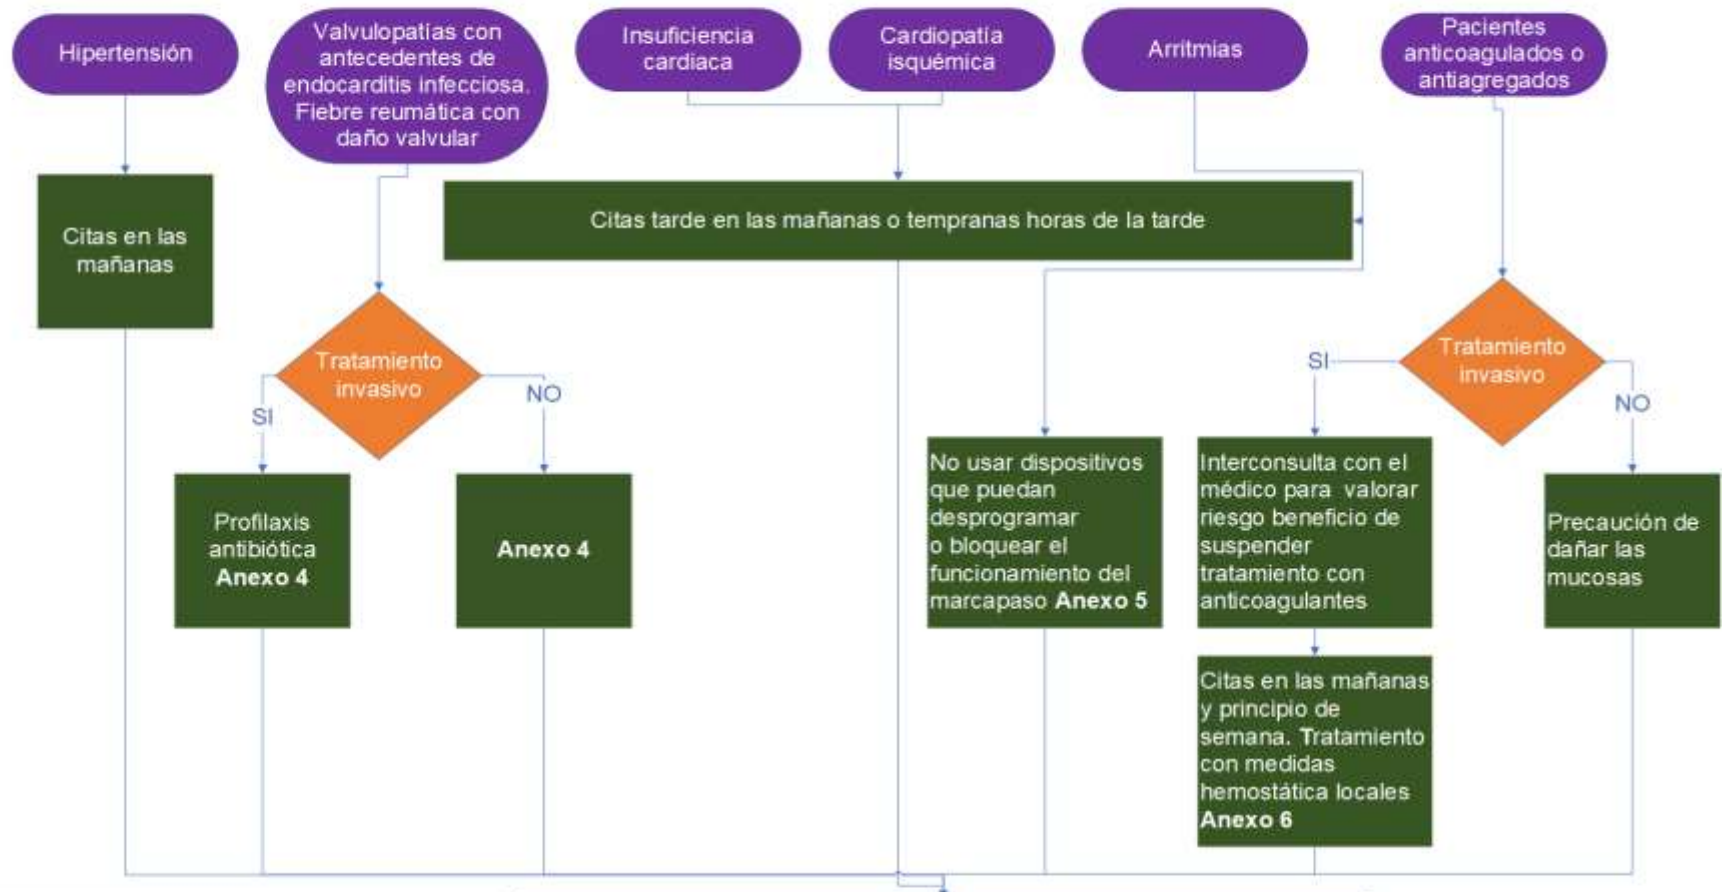 Hipertensión
Valvulopatías con
antecedentes de
endocarditis infecciosa.
Fiebre reumática con
daño valvular
Insuficiencia
cardiaca
Cardiopatía
isquémica
Arritmias
Pacientes
anticoagulados o
antiagregados
Citas en las
mañanas
Citas tarde en las mañanas o tempranas horas de la tarde
Tratamiento
invasivo
SI
NO
Tratamiento
invasivo
SI
NO
Profilaxis
antibiótica
Anexo 4
Anexo 4
No usar dispositivos
que puedan
desprogramar
o bloquear el
funcionamiento del
marcapaso Anexo 5
Interconsulta con el
médico para valorar
riesgo beneficio de
suspender
tratamiento con
anticoagulantes
Precaución de
dañar las
mucosas
Citas en las mañanas
y principio de
semana. Tratamiento
con medidas
hemostática locales
Anexo 6